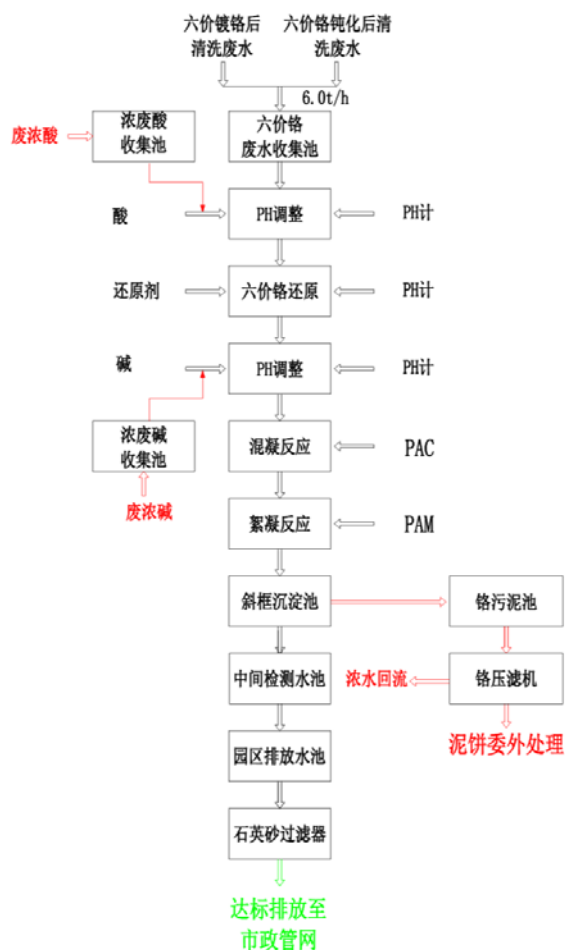 六价镀铬后
清洗废水
六价铬钝化后清
洗废水
6.0t/h
浓废酸
收集池
废浓酸
六价铬
废水收集池
酸
PH调整
PH计
还原剂
六价铬还原
PH计
碱
PH调整
PH计
浓废碱
收集池
混凝反应
PAC
废浓碱
絮凝反应
PAM
斜框沉淀池
铬污泥池
中间检测水池
浓水回流
铬压滤机
园区排放水池
泥饼委外处理
石英砂过滤器
达标排放至
市政管网